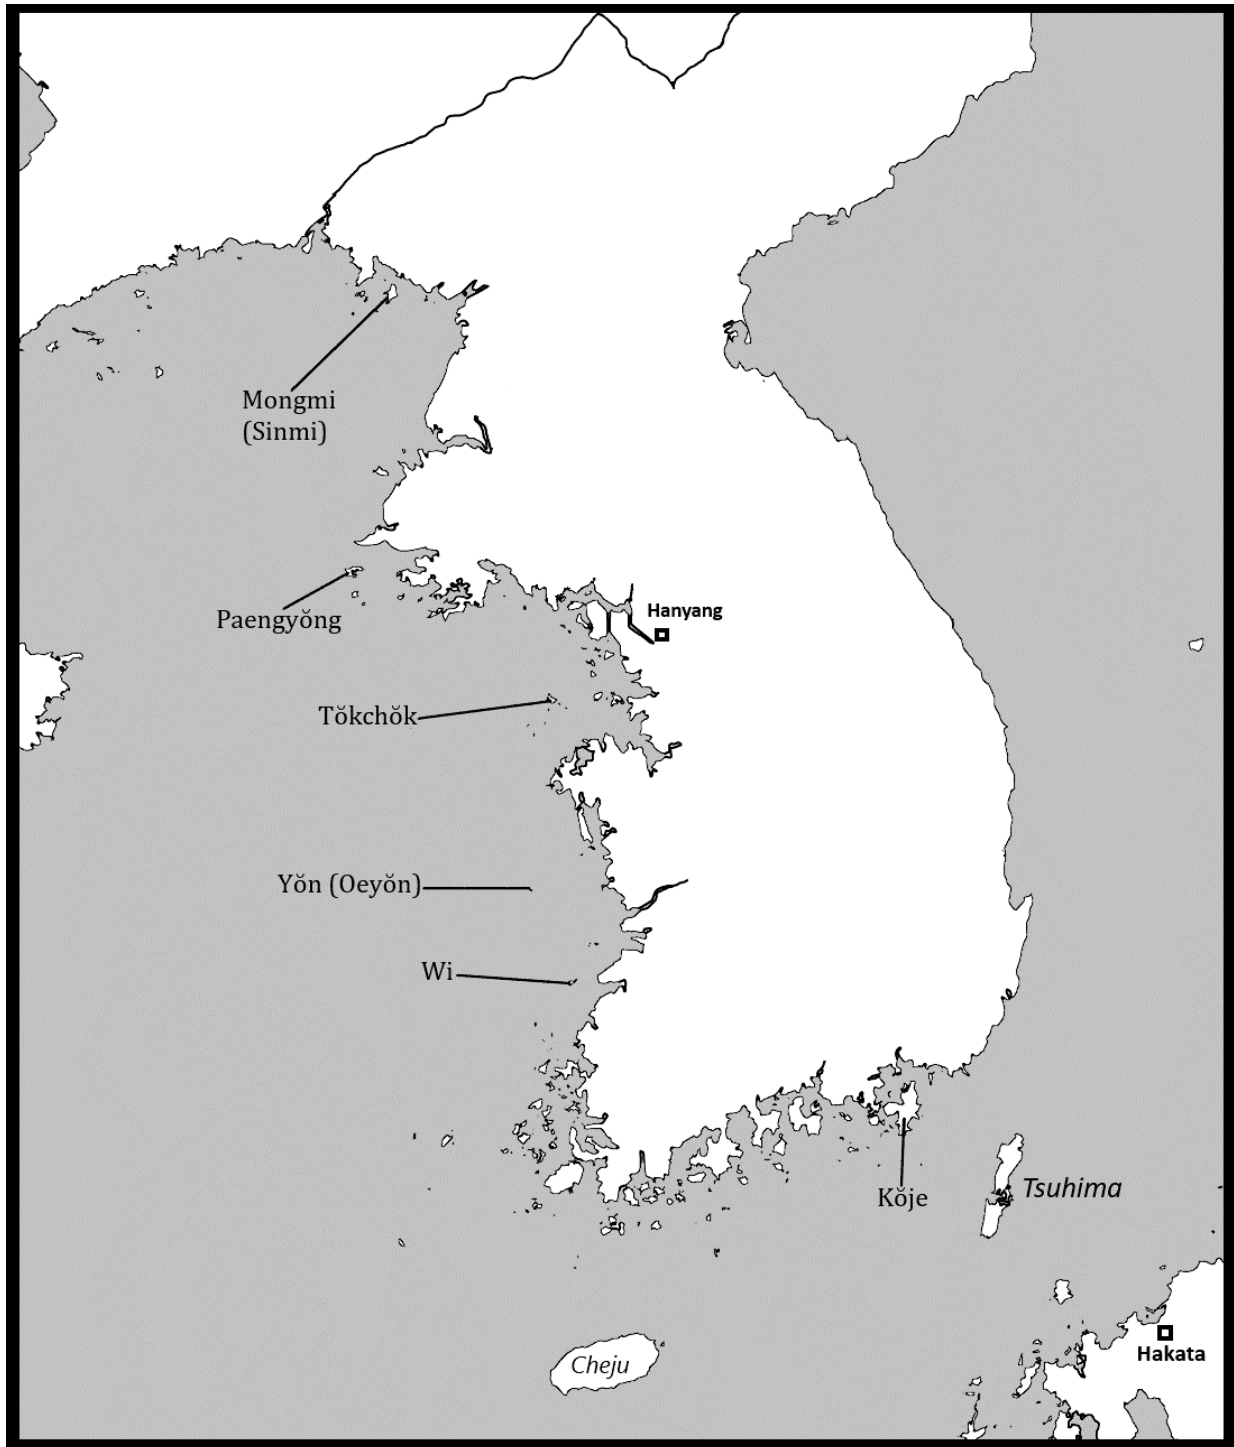 Mongmi
(Sinmi)
Paengyŏng
Hanyang
Tŏkchŏk
Yŏn (Oeyŏn)
Wi
Kŏje
Tsuhima
Cheju
Hakata